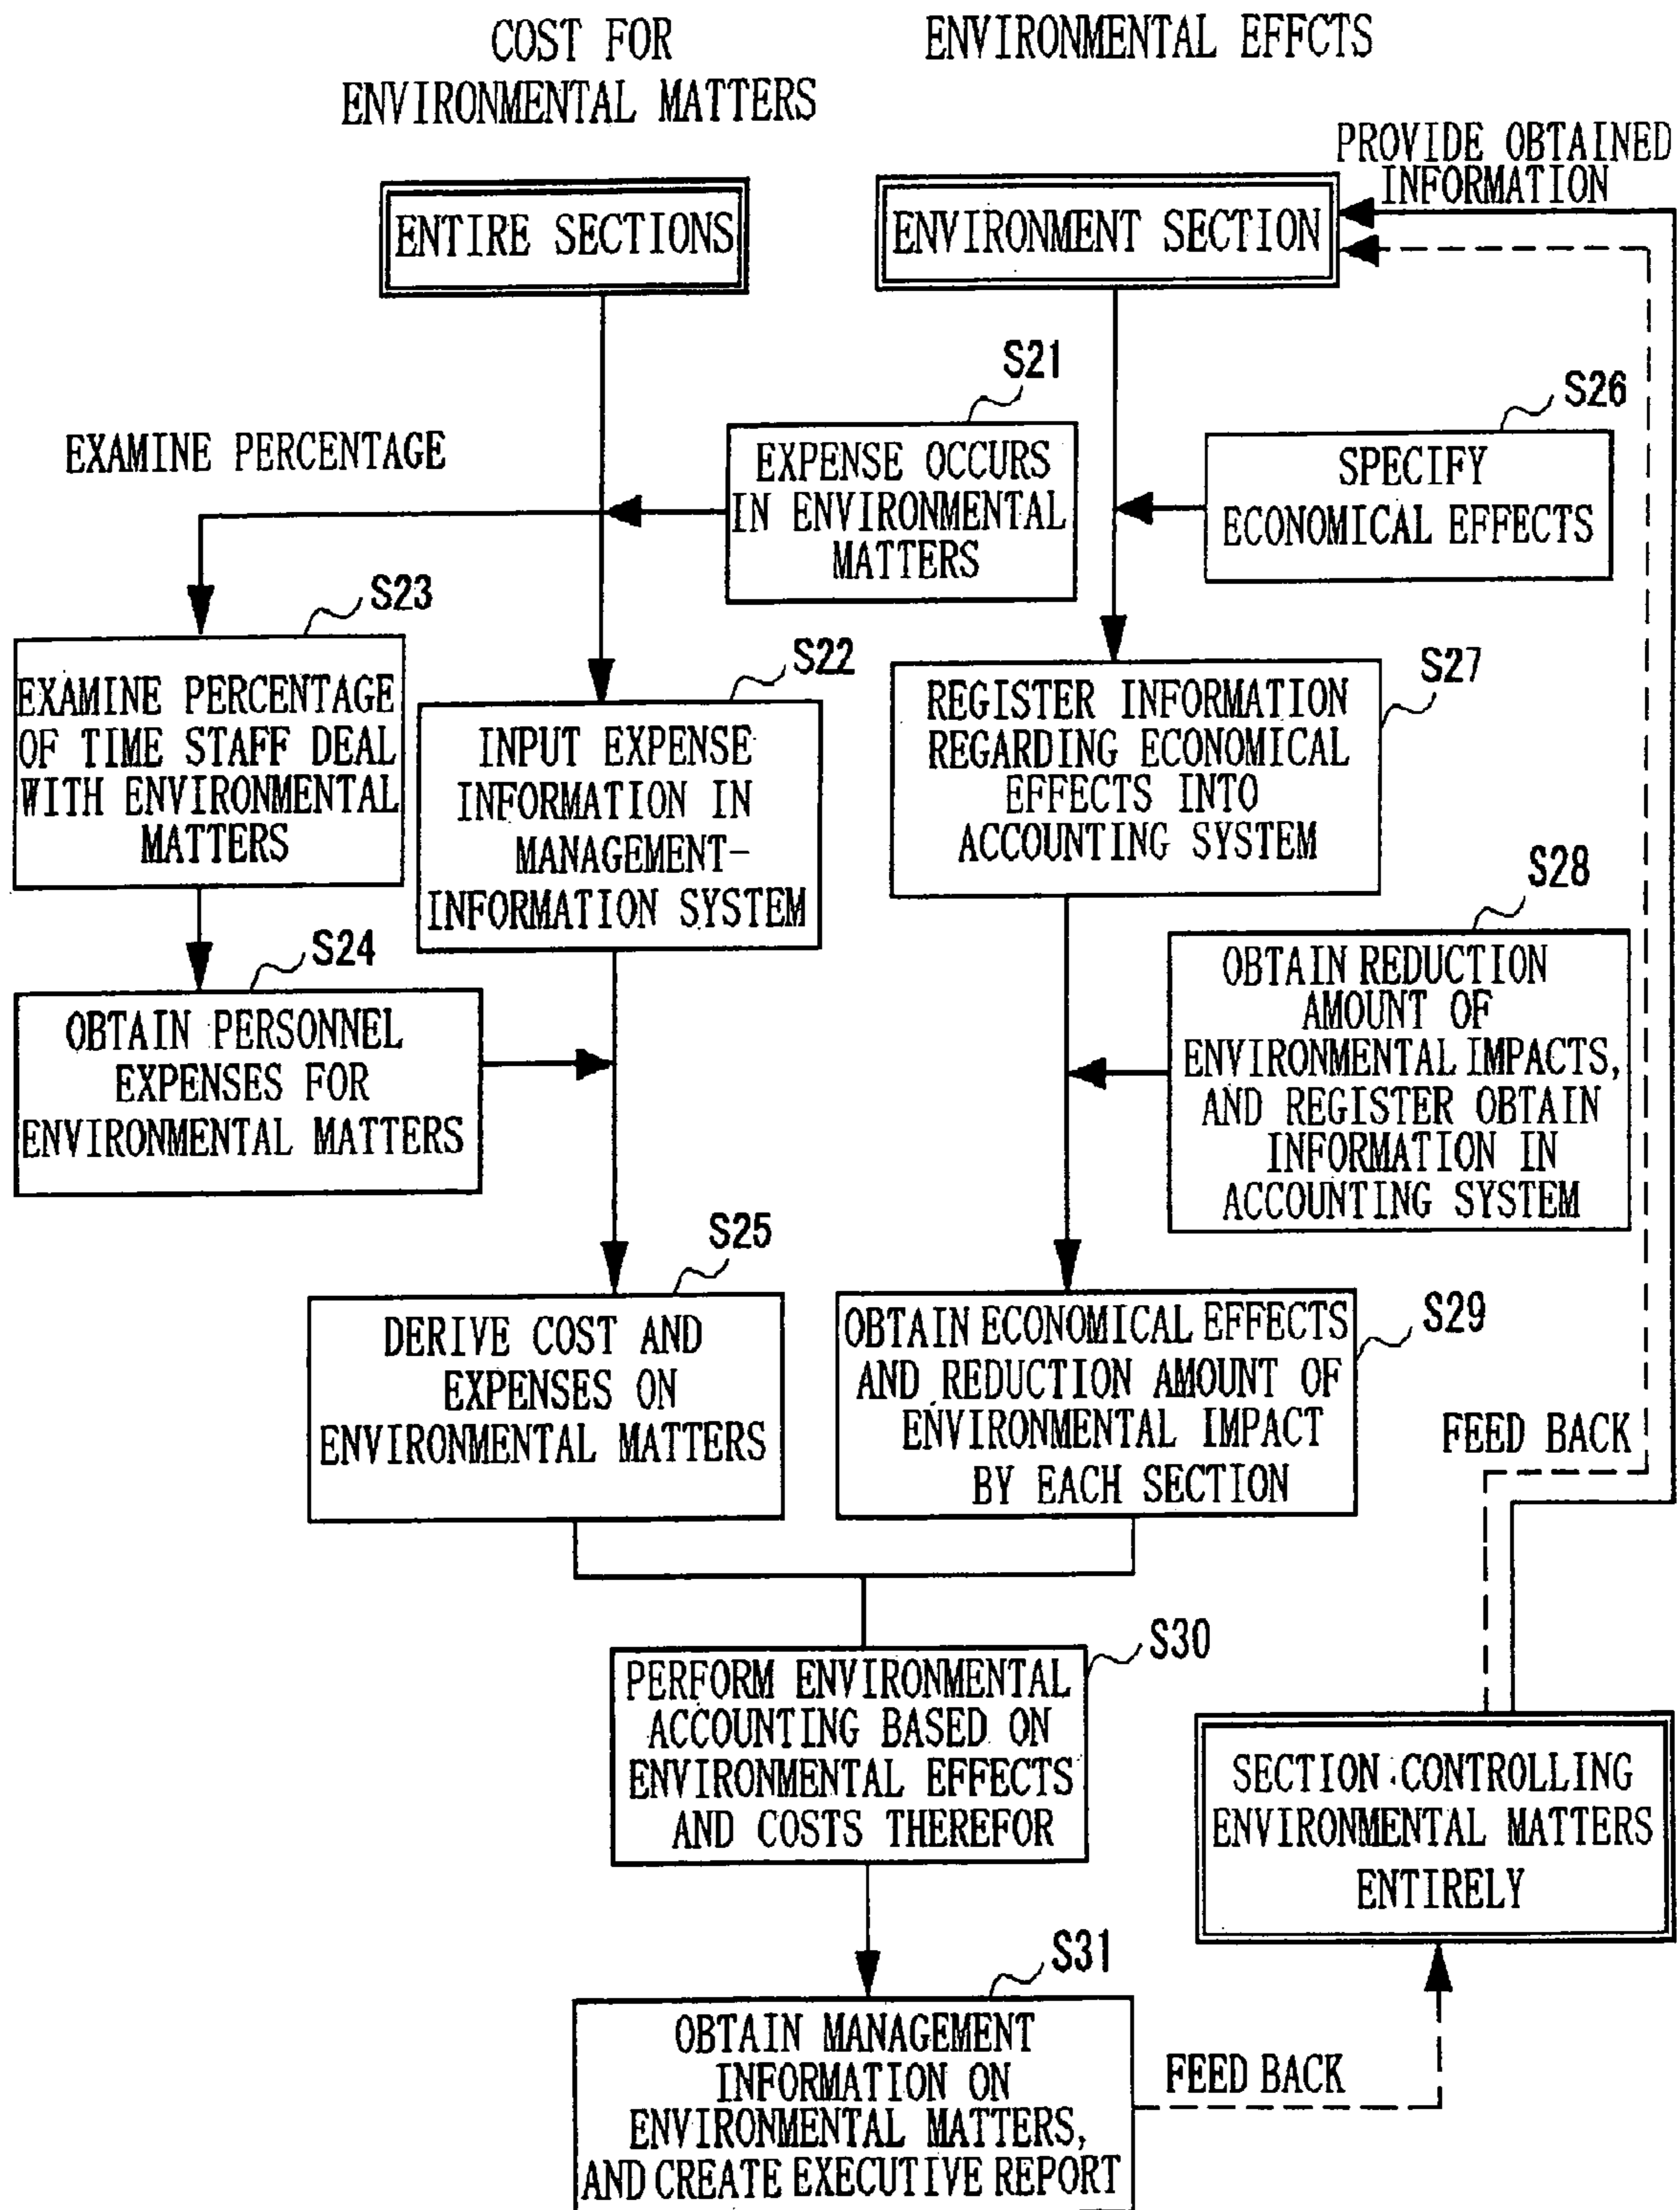 COST FOR
ENVIRONMENTAL MATTERS
ENVIRONMENTAL EFFCTS
PROVIDE OBTAINED
INFORMATION
ENTIRE SECTIONS
ENVIRONMENT SECTION
S21
EXPENSE OCCURS
IN ENVIRONMENTAL
MATTERS
S26
SPECIFY
ECONOMICAL EFFECTS
EXAMINE PERCENTAGE
S23
EXAMINE PERCENTAGE
OF TIME STAFF DEAL
WITH ENVIRONMENTAL
MATTERS
S22
INPUT EXPENSE
INFORMATION IN
MANAGEMENT-
INFORMATION SYSTEM
S27
REGISTER INFORMATION
REGARDING ECONOMICAL
EFFECTS INTO
ACCOUNTING SYSTEM
S24
OBTAIN PERSONNEL
EXPENSES FOR
ENVIRONMENTAL MATTERS
S28
OBTAIN REDUCTION
AMOUNT OF
ENVIRONMENTAL IMPACTS,
AND REGISTER OBTAIN
INFORMATION IN
ACCOUNTING SYSTEM
S25
DERIVE COST AND
EXPENSES ON
ENVIRONMENTAL MATTERS
S29
OBTAIN ECONOMICAL EFFECTS
AND REDUCTION AMOUNT OF
ENVIRONMENTAL IMPACT
BY EACH SECTION
FEED BACK
S30
PERFORM ENVIRONMENTAL
ACCOUNTING BASED ON
ENVIRONMENTAL EFFECTS
AND COSTS THEREFOR
SECTION CONTROLLING
ENVIRONMENTAL MATTERS
ENTIRELY
S31
OBTAIN MANAGEMENT
INFORMATION ON
ENVIRONMENTAL MATTERS,
AND CREATE EXECUTIVE REPORT
FEED BACK